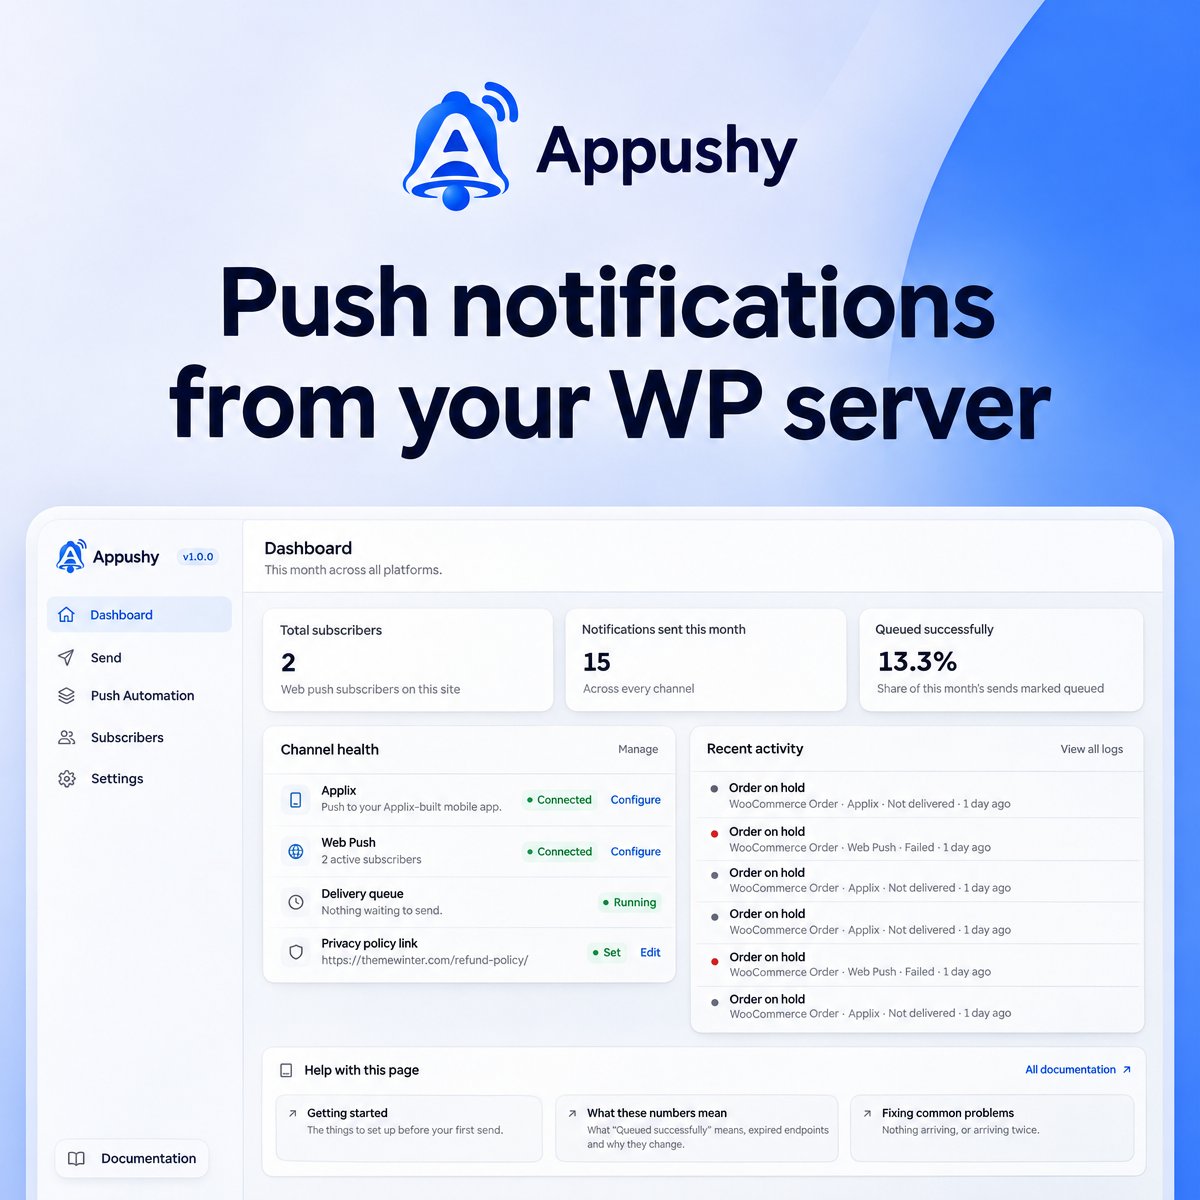 Appushy
Push notifications
from your WP server
Appushy v1.0.0
Dashboard
Send
Push Automation
Subscribers
Settings
Documentation
Dashboard
This month across all platforms.
Total subscribers
2
Web push subscribers on this site
Notifications sent this month
15
Across every channel
Queued successfully
13.3%
Share of this month's sends marked queued
Channel health Manage
Applix
Push to your Applix-built mobile app.
Connected Configure
Web Push
2 active subscribers
Connected Configure
Delivery queue
Nothing waiting to send.
Running
Privacy policy link
https://themewinter.com/refund-policy/
Set Edit
Recent activity View all logs
Order on hold
WooCommerce Order · Applix · Not delivered · 1 day ago
Order on hold
WooCommerce Order · Web Push · Failed · 1 day ago
Order on hold
WooCommerce Order · Applix · Not delivered · 1 day ago
Order on hold
WooCommerce Order · Applix · Not delivered · 1 day ago
Order on hold
WooCommerce Order · Web Push · Failed · 1 day ago
Order on hold
WooCommerce Order · Applix · Not delivered · 1 day ago
Help with this page All documentation
Getting started
The things to set up before your first send.
What these numbers mean
What "Queued successfully" means, expired endpoints
and why they change.
Fixing common problems
Nothing arriving, or arriving twice.